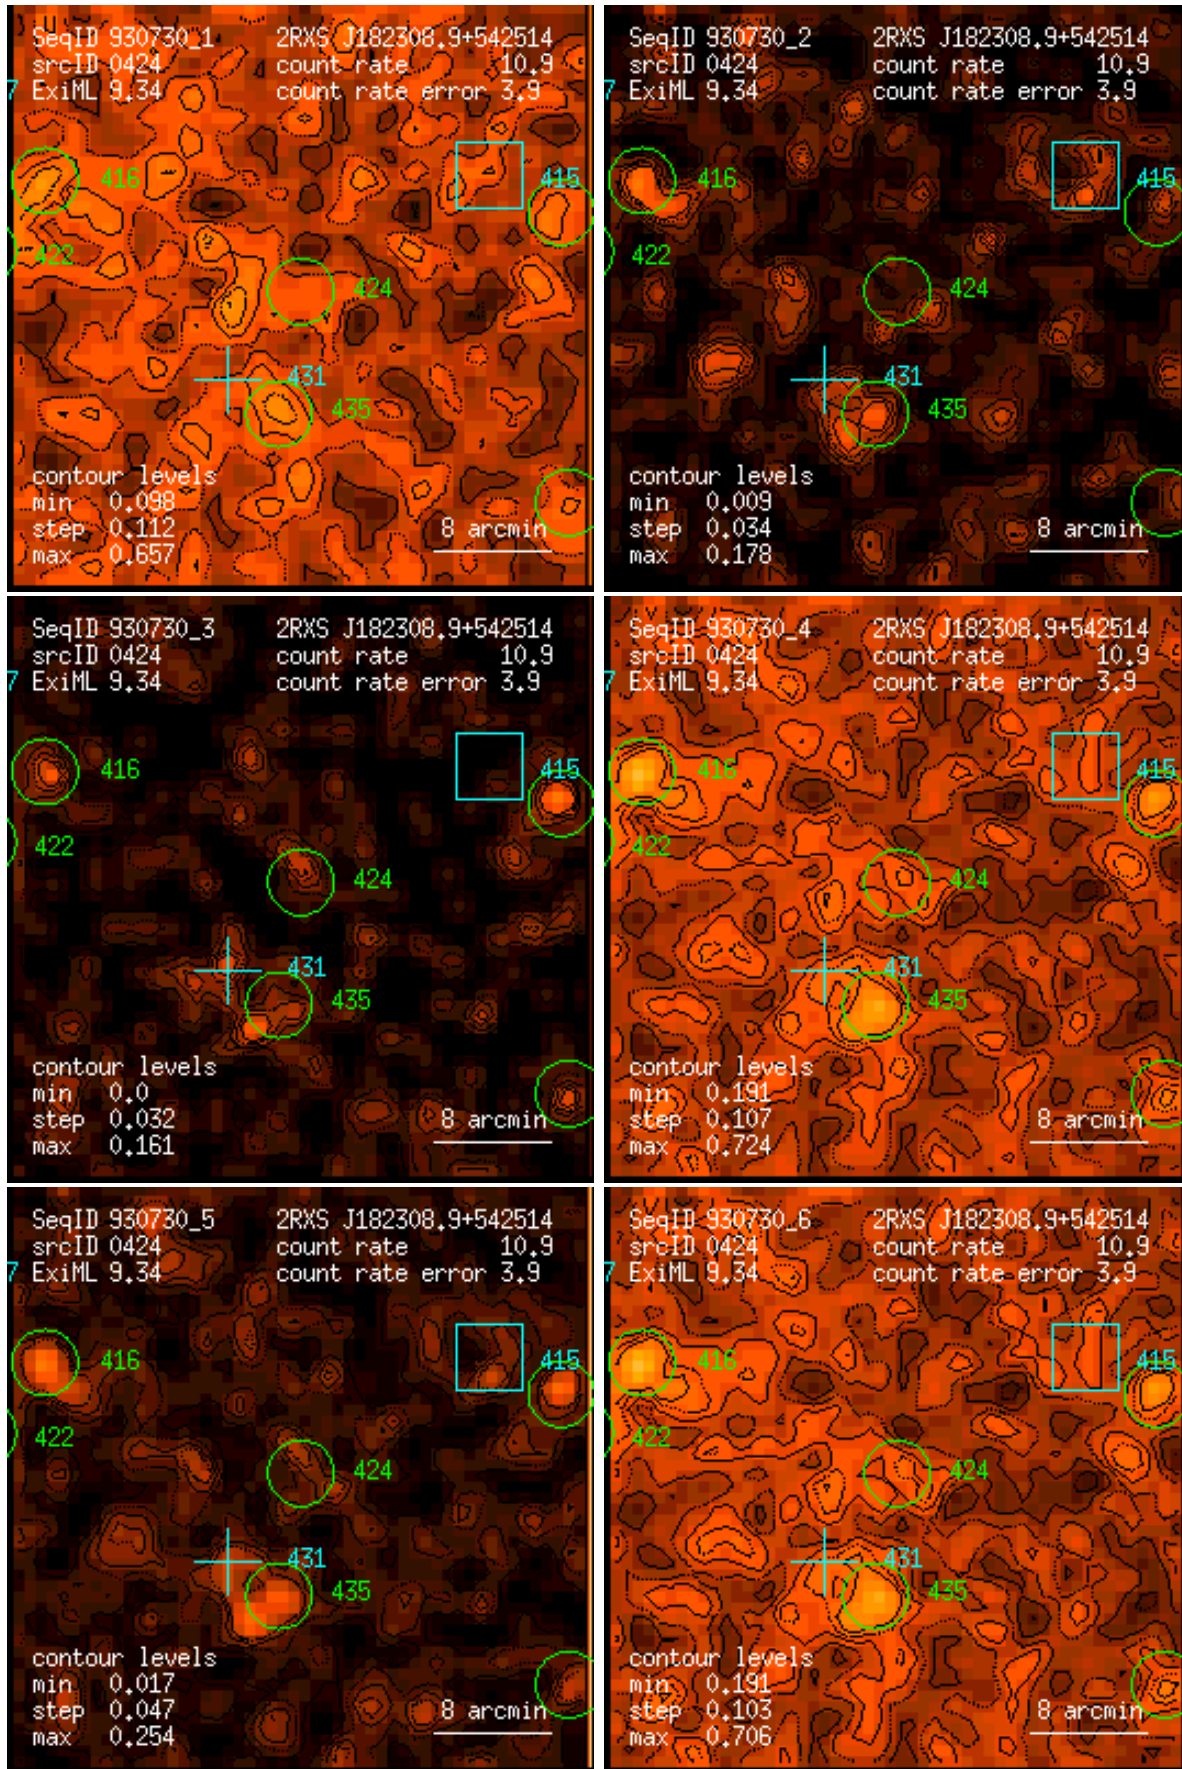 SeqID 930730_1 2RXS J182308.9+542514
srcID 0424 count rate 10.9
7 ExiML 9.34 count rate error 3.9
416 415
422
424
431
435
contour levels
min 0.098
step 0.112 8 arcmin
max 0.657
SeqID 930730_2 2RXS J182308.9+542514
srcID 0424 count rate 10.9
7 ExiML 9.34 count rate error 3.9
416 415
422
424
431
435
contour levels
min 0.009
step 0.034 8 arcmin
max 0.178
SeqID 930730_3 2RXS J182308.9+542514
srcID 0424 count rate 10.9
7 ExiML 9.34 count rate error 3.9
416 415
422
424
431
435
contour levels
min 0.0
step 0.032 8 arcmin
max 0.161
SeqID 930730_4 2RXS J182308.9+542514
srcID 0424 count rate 10.9
7 ExiML 9.34 count rate error 3.9
416 415
422
424
431
435
contour levels
min 0.191
step 0.107 8 arcmin
max 0.724
SeqID 930730_5 2RXS J182308.9+542514
srcID 0424 count rate 10.9
7 ExiML 9.34 count rate error 3.9
416 415
422
424
431
435
contour levels
min 0.017
step 0.047 8 arcmin
max 0.254
SeqID 930730_6 2RXS J182308.9+542514
srcID 0424 count rate 10.9
7 ExiML 9.34 count rate error 3.9
416 415
422
424
431
435
contour levels
min 0.191
step 0.103 8 arcmin
max 0.706